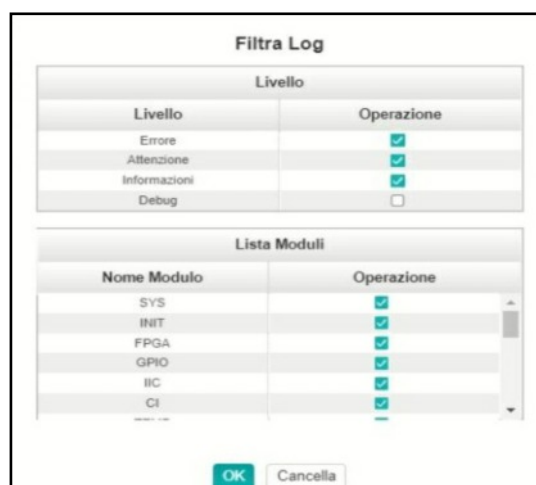 Filtra Log
Livello
Livello Operazione
Errore
Attenzione
Informazioni
Debug
Lista Moduli
Nome Modulo Operazione
SYS
INIT
FPGA
GPIO
IIC
CI
OK Cancella